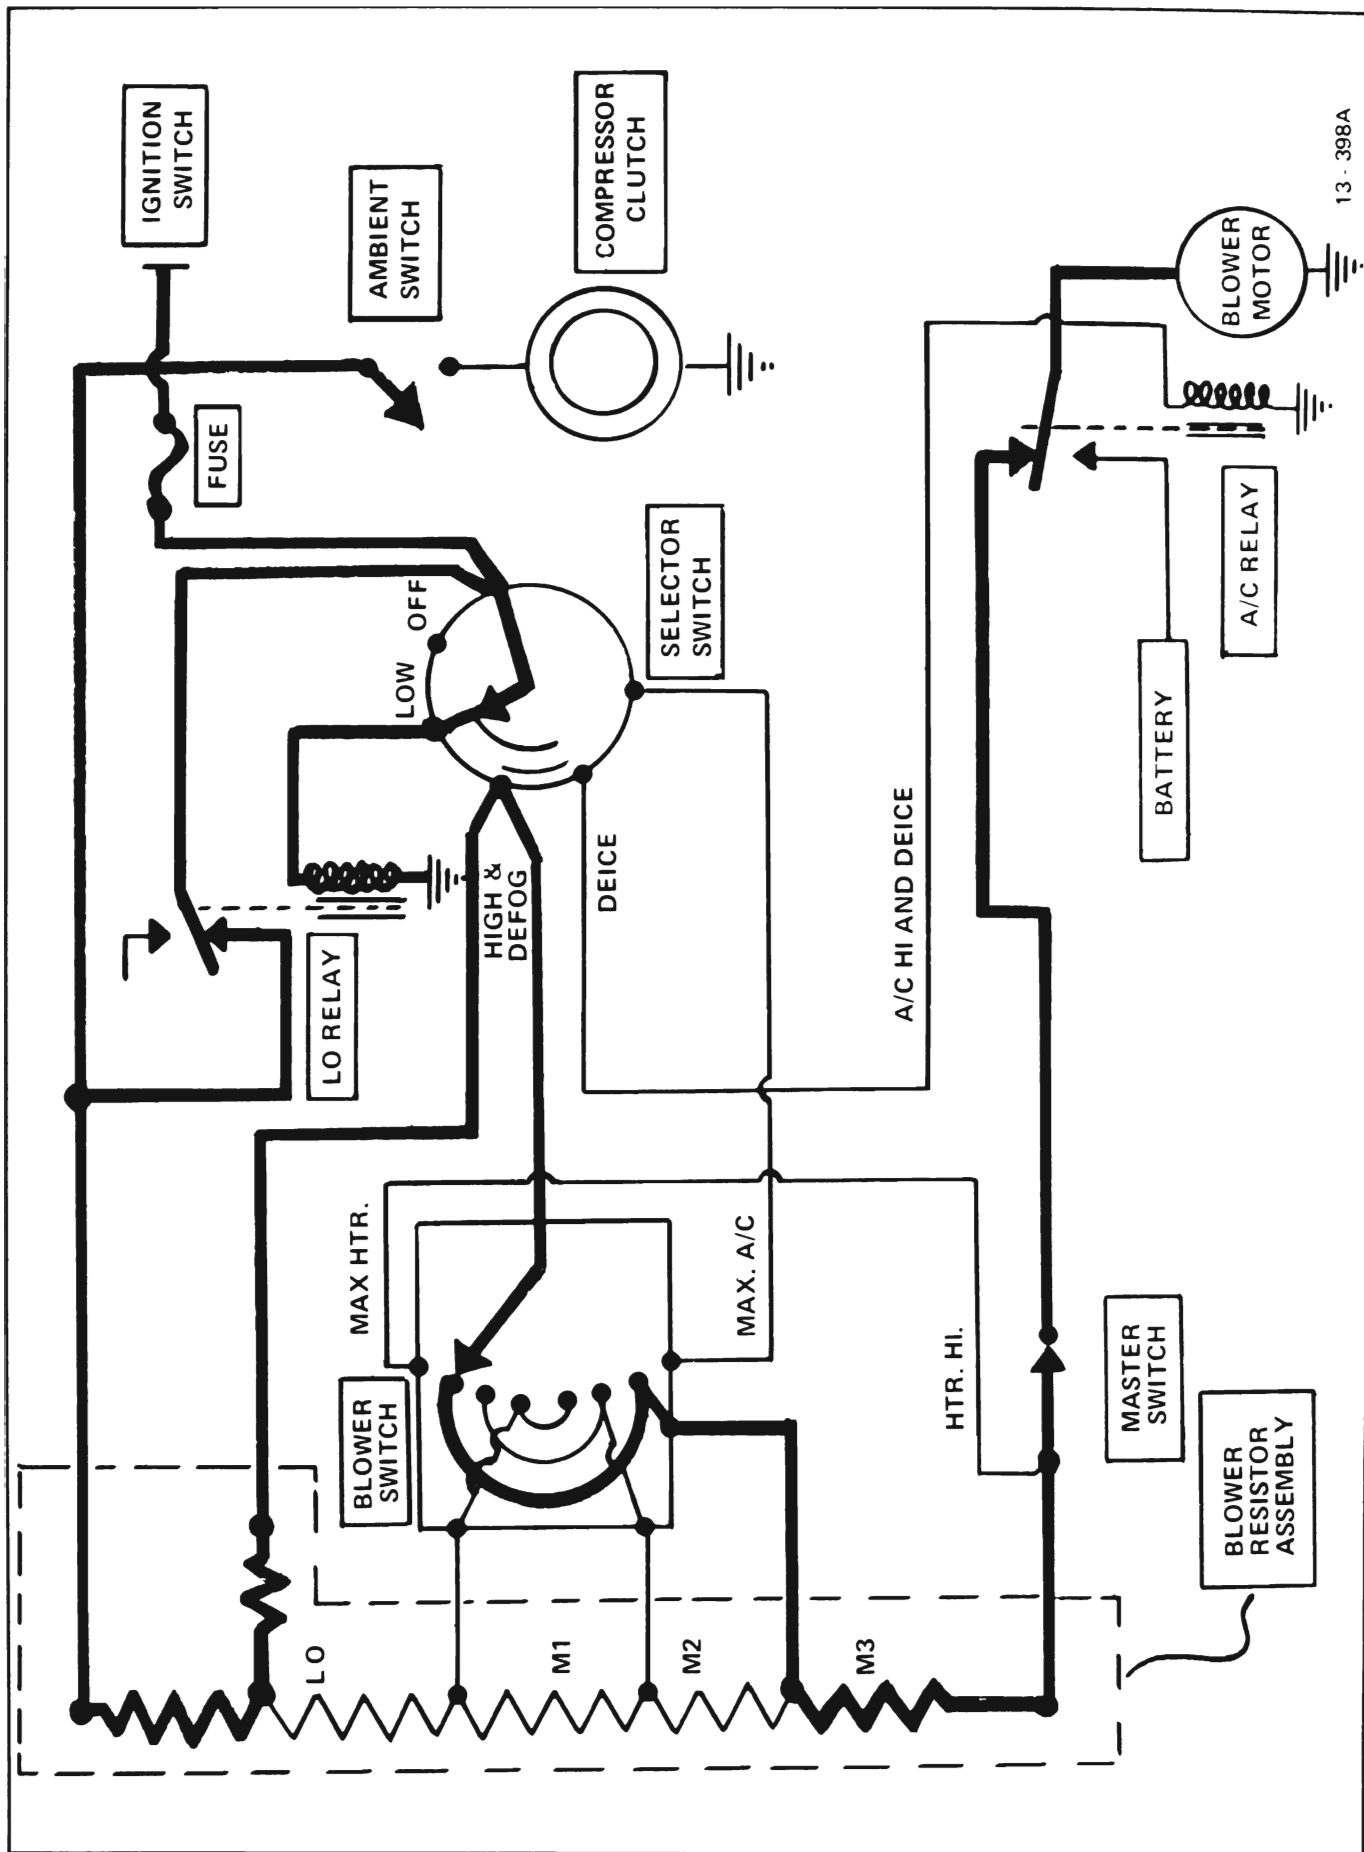 IGNITION
SWITCH
AMBIENT
SWITCH
COMPRESSOR
CLUTCH
FUSE
OFF
LOW
SELECTOR
SWITCH
LO RELAY
HIGH &
DEFOG
DEICE
A/C HI AND DEICE
BLOWER
MOTOR
A/C RELAY
BATTERY
MAX HTR.
MAX. A/C
HTR. HI.
BLOWER
SWITCH
MASTER
SWITCH
BLOWER
RESISTOR
ASSEMBLY
LO
M1
M2
M3
13 - 398A